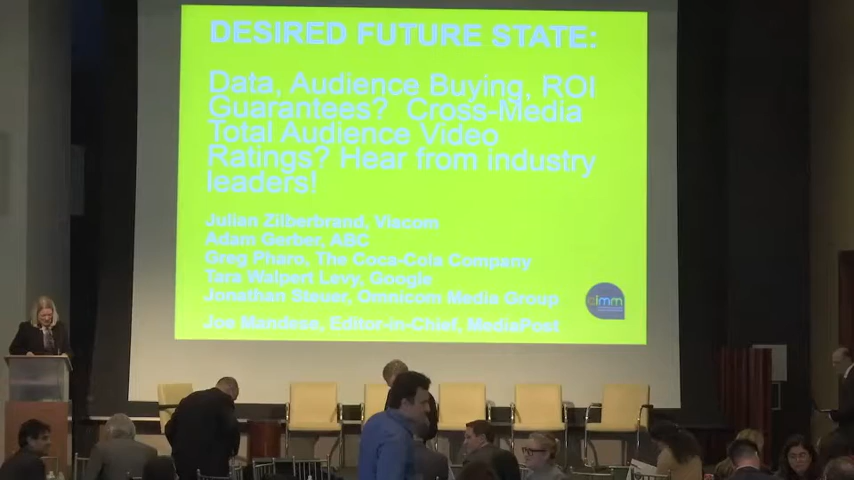 DESIRED FUTURE STATE:
Data, Audience Buying, ROI
Guarantees? Cross-Media
Total Audience Video
Ratings? Hear from industry
leaders!
Julian Zilberbrand, Viacom
Adam Gerber, ABC
Greg Pharo, The Coca-Cola Company
Tara Walpert Levy, Google
Jonathan Steuer, Omnicom Media Group
cimm
Joe Mandese, Editor-in-Chief, MediaPost